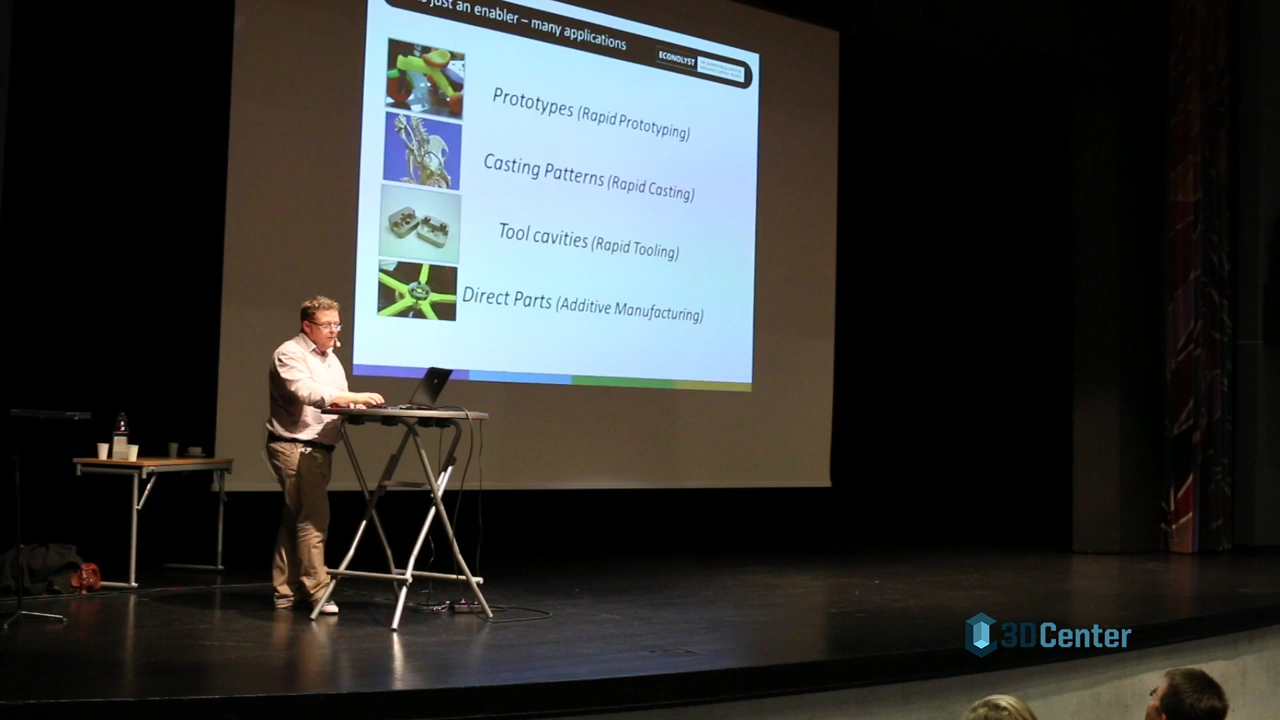 just an enabler – many applications
ECONOLYST
Prototypes (Rapid Prototyping)
Casting Patterns (Rapid Casting)
Tool cavities (Rapid Tooling)
Direct Parts (Additive Manufacturing)
3DCenter